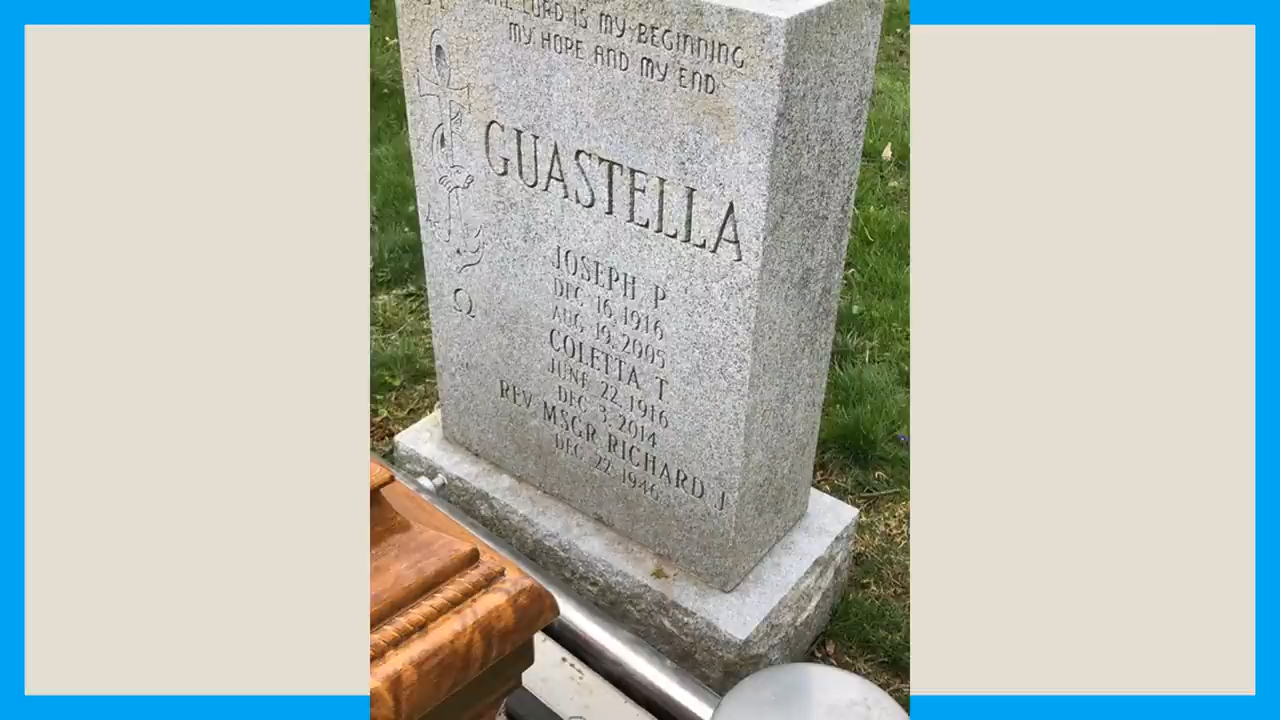 THE LORD IS MY BEGINNING
MY HOPE AND MY END
GUASTELLA
JOSEPH P
DEC 16, 1916
AUG 19, 2005
COLETTA T
JUNE 22, 1916
DEC 3, 2014
REV MSGR RICHARD J
DEC 22, 1946
Ω